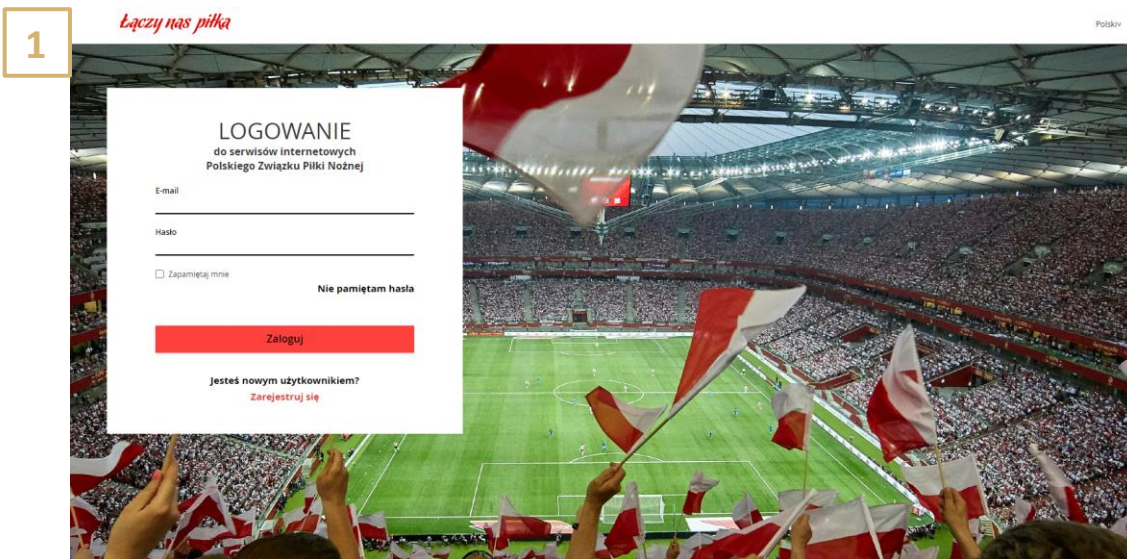 1
Łączy nas piłka
Polski
LOGOWANIE
do serwisów internetowych
Polskiego Związku Piłki Nożnej
E-mail
Hasło
Zapamiętaj mnie
Nie pamiętam hasła
Zaloguj
Jesteś nowym użytkownikiem?
Zarejestruj się